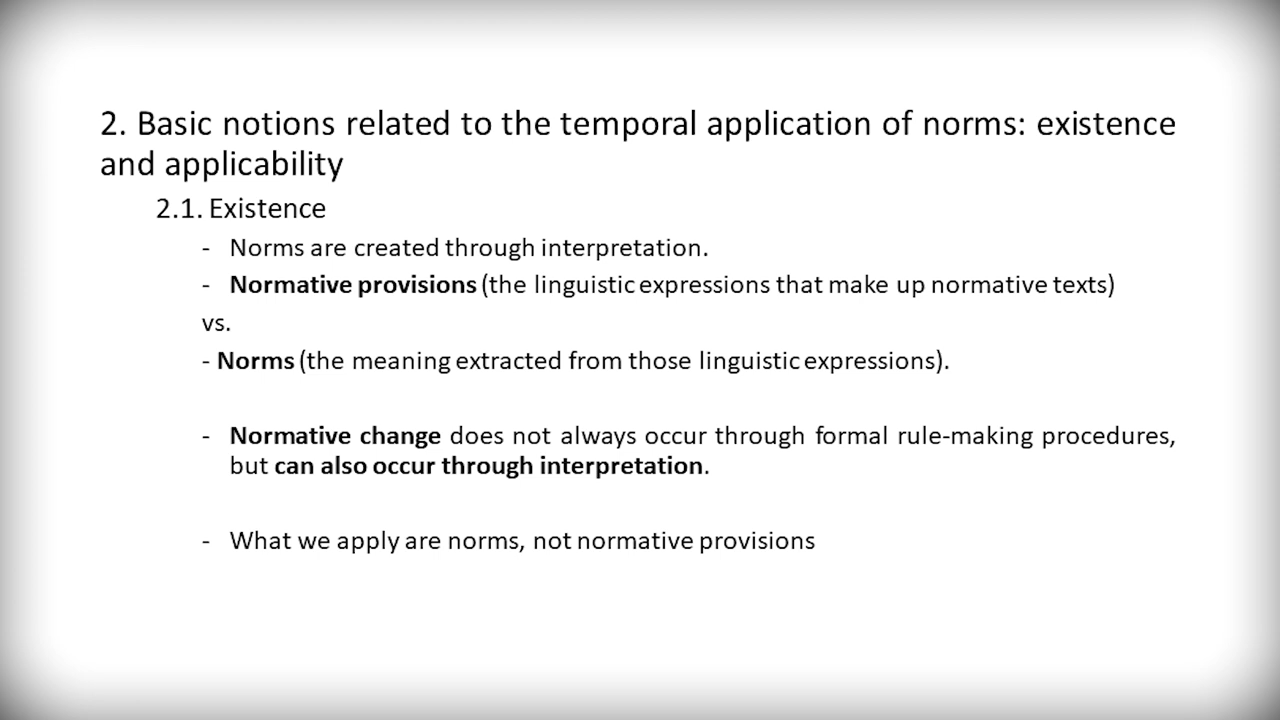 2. Basic notions related to the temporal application of norms: existence
and applicability
2.1. Existence
- Norms are created through interpretation.
- Normative provisions (the linguistic expressions that make up normative texts)
vs.
- Norms (the meaning extracted from those linguistic expressions).
- Normative change does not always occur through formal rule-making procedures,
but can also occur through interpretation.
- What we apply are norms, not normative provisions